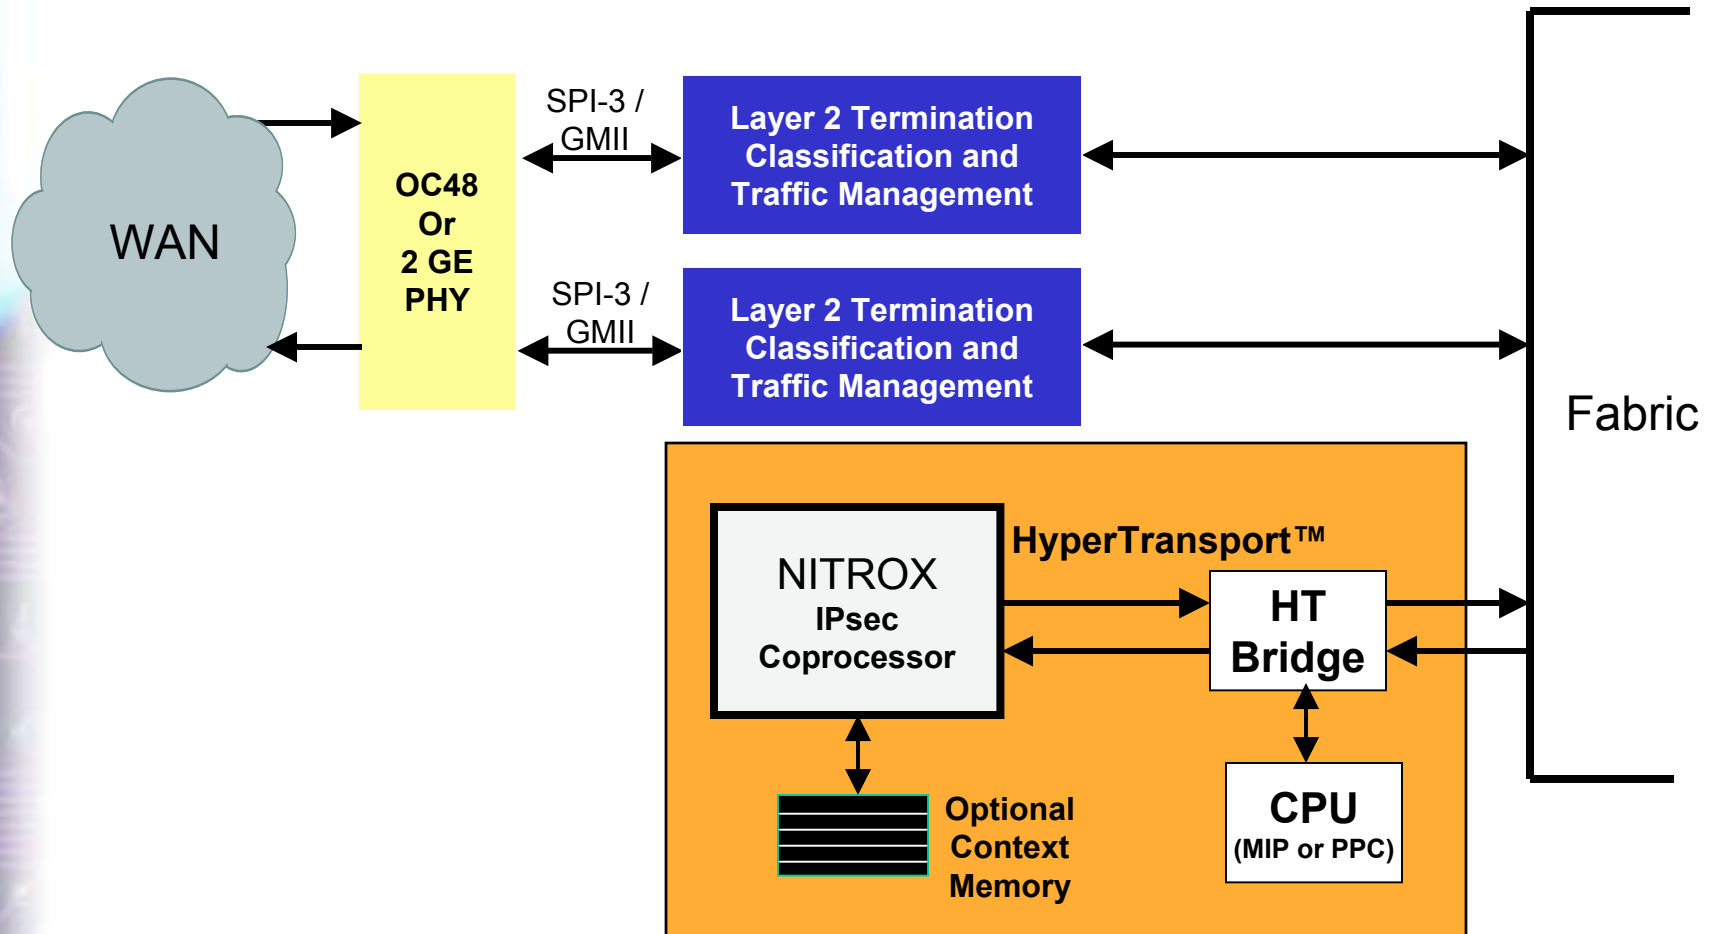 WAN
OC48
Or
2 GE
PHY
SPI-3 /
GMII
SPI-3 /
GMII
Layer 2 Termination
Classification and
Traffic Management
Layer 2 Termination
Classification and
Traffic Management
Fabric
NITROX
IPsec
Coprocessor
HyperTransport™
HT
Bridge
Optional
Context
Memory
CPU
(MIP or PPC)